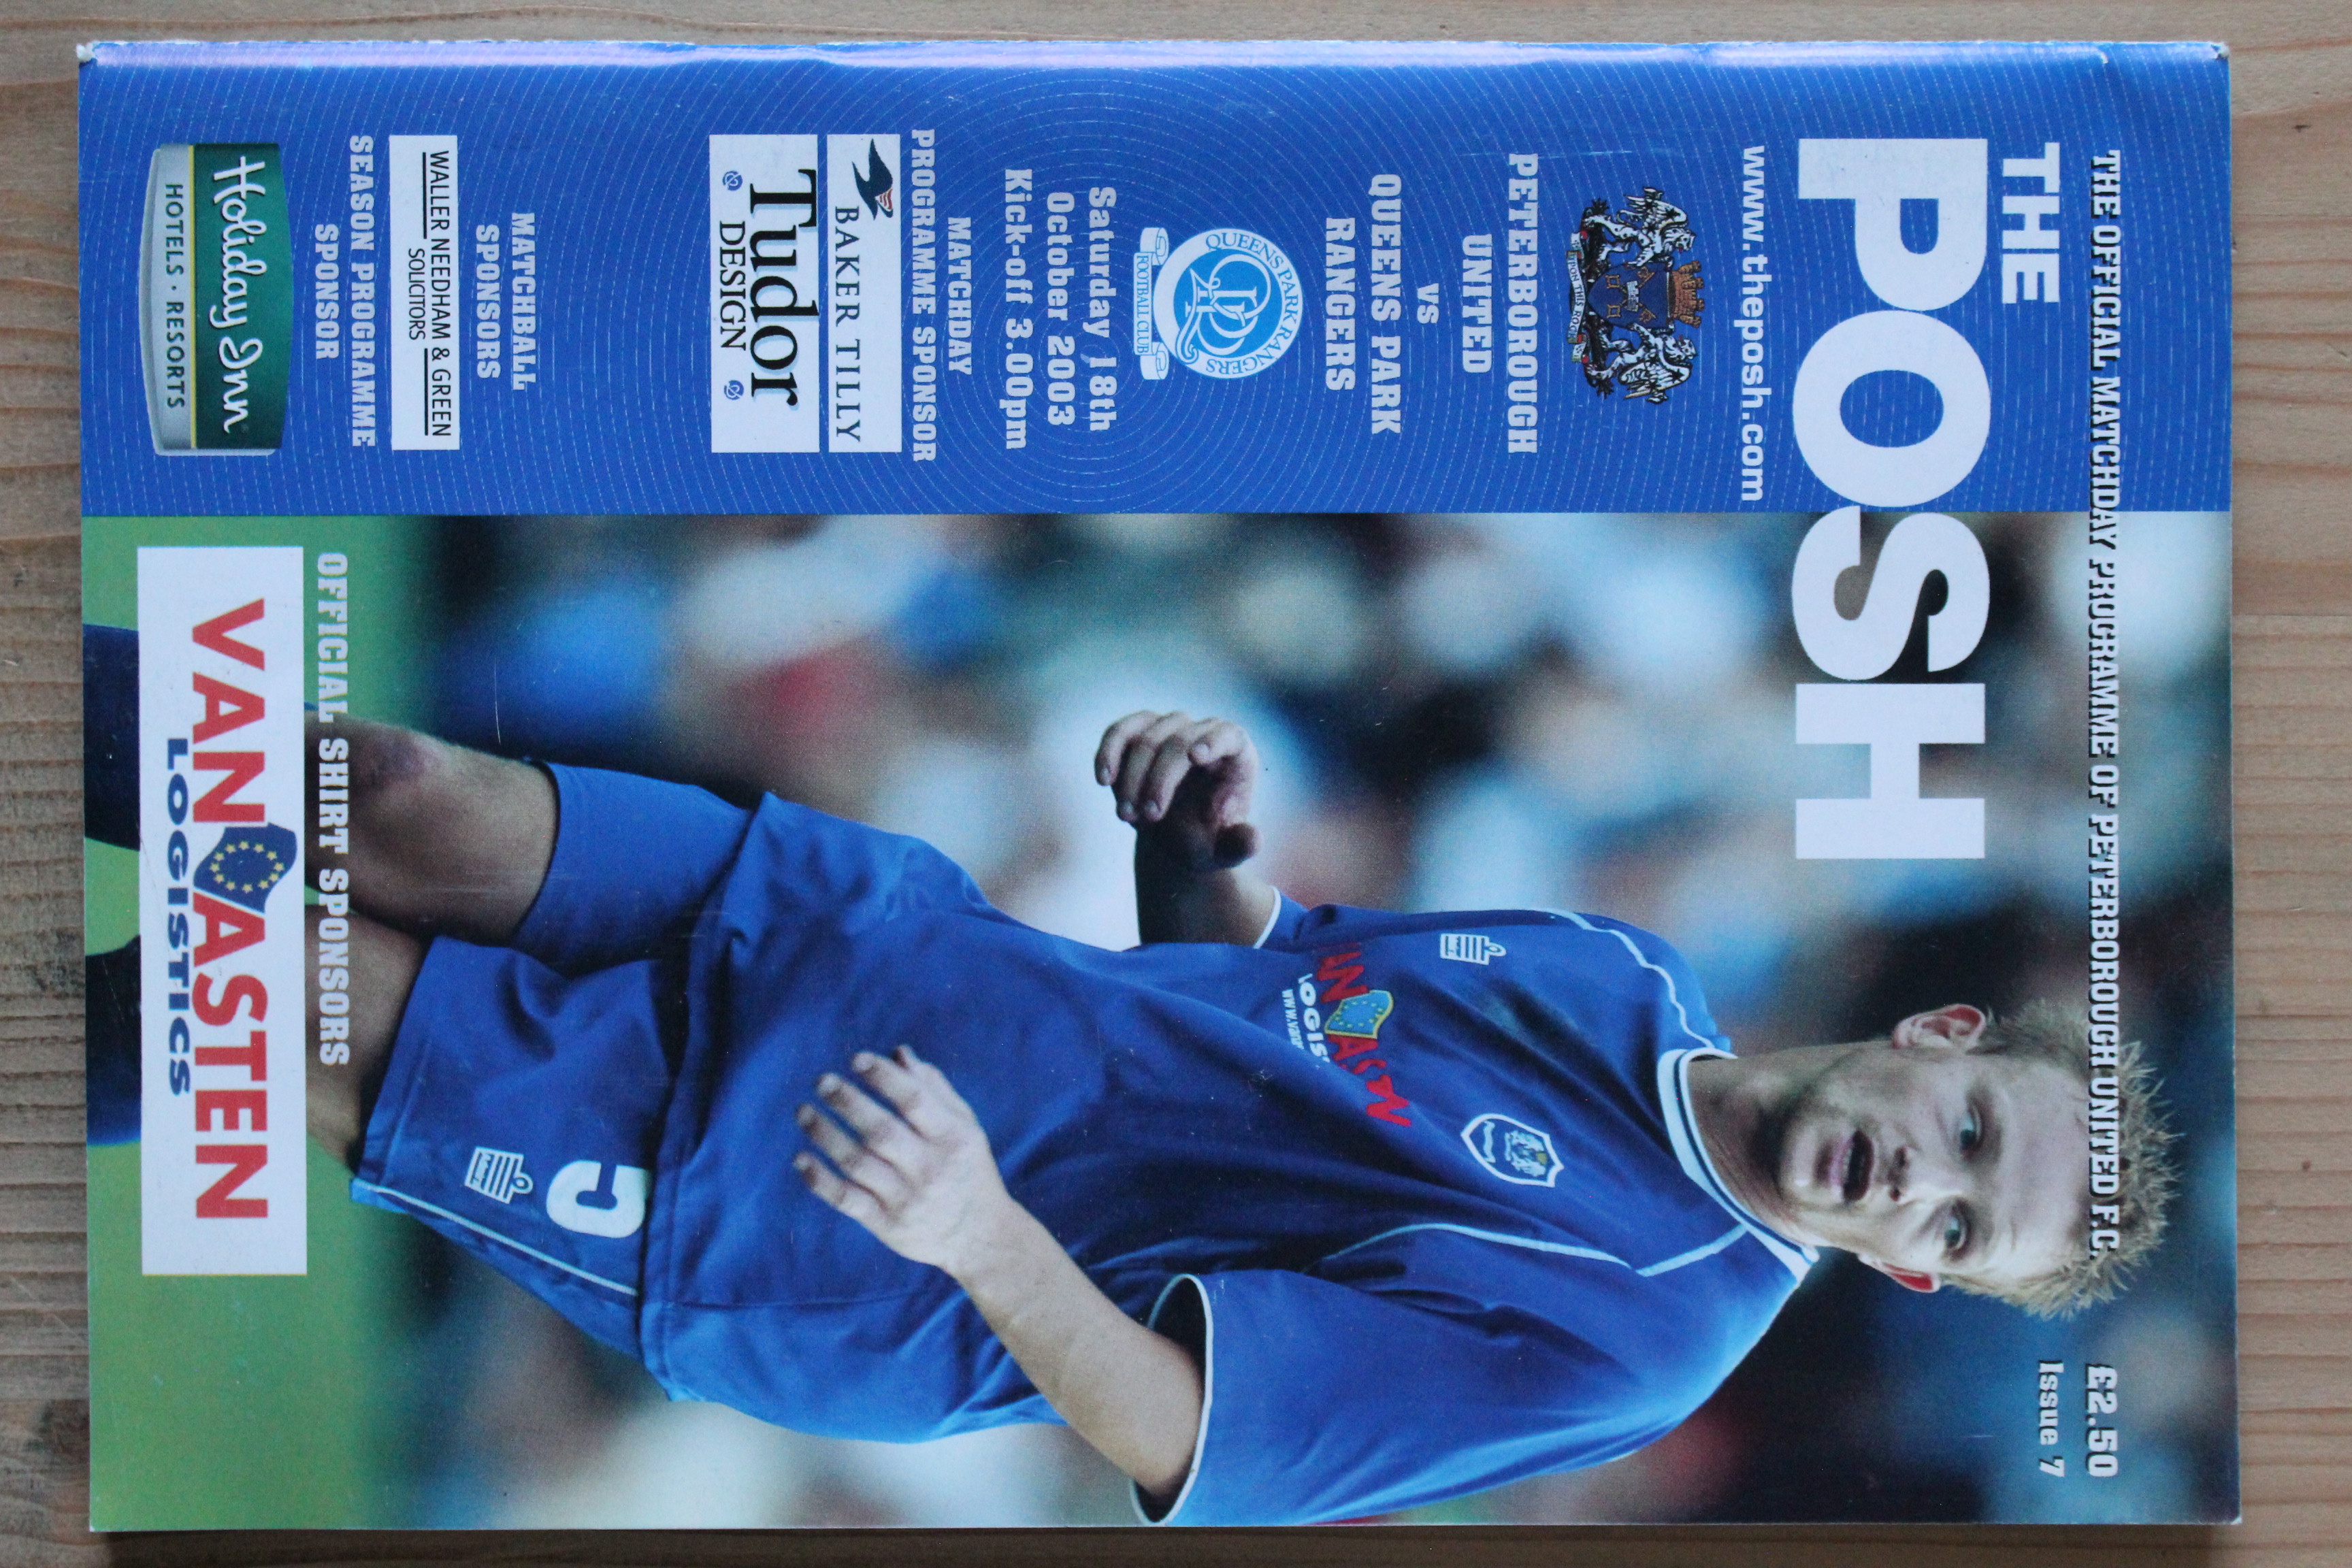 THE OFFICIAL MATCHDAY PROGRAMME OF PETERBOROUGH UNITED F.C.
£2.50
Issue 7
THE
POSH
www.theposh.com
PETERBOROUGH
UNITED
vs
QUEENS PARK
RANGERS
QUEENS PARK RANGERS
FOOTBALL CLUB
Saturday 18th
October 2003
Kick-off 3.00pm
MATCHDAY
PROGRAMME SPONSOR
BAKER TILLY
Tudor
DESIGN
MATCHBALL
SPONSORS
WALLER NEEDHAM & GREEN
SOLICITORS
SEASON PROGRAMME
SPONSOR
Holiday Inn
HOTELS · RESORTS
OFFICIAL SHIRT SPONSORS
VAN ASTEN
LOGISTICS